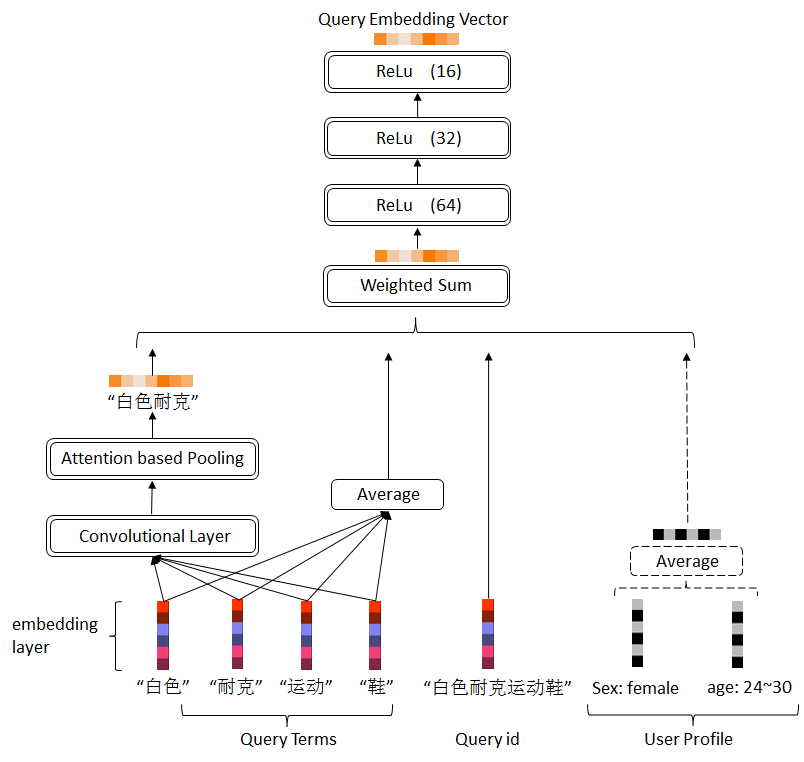 Query Embedding Vector
ReLu (16)
ReLu (32)
ReLu (64)
Weighted Sum
“白色耐克”
Attention based Pooling
Average
Convolutional Layer
Average
embedding
layer
“白色” “耐克” “运动” “鞋” “白色耐克运动鞋” Sex: female age: 24~30
Query Terms Query id User Profile